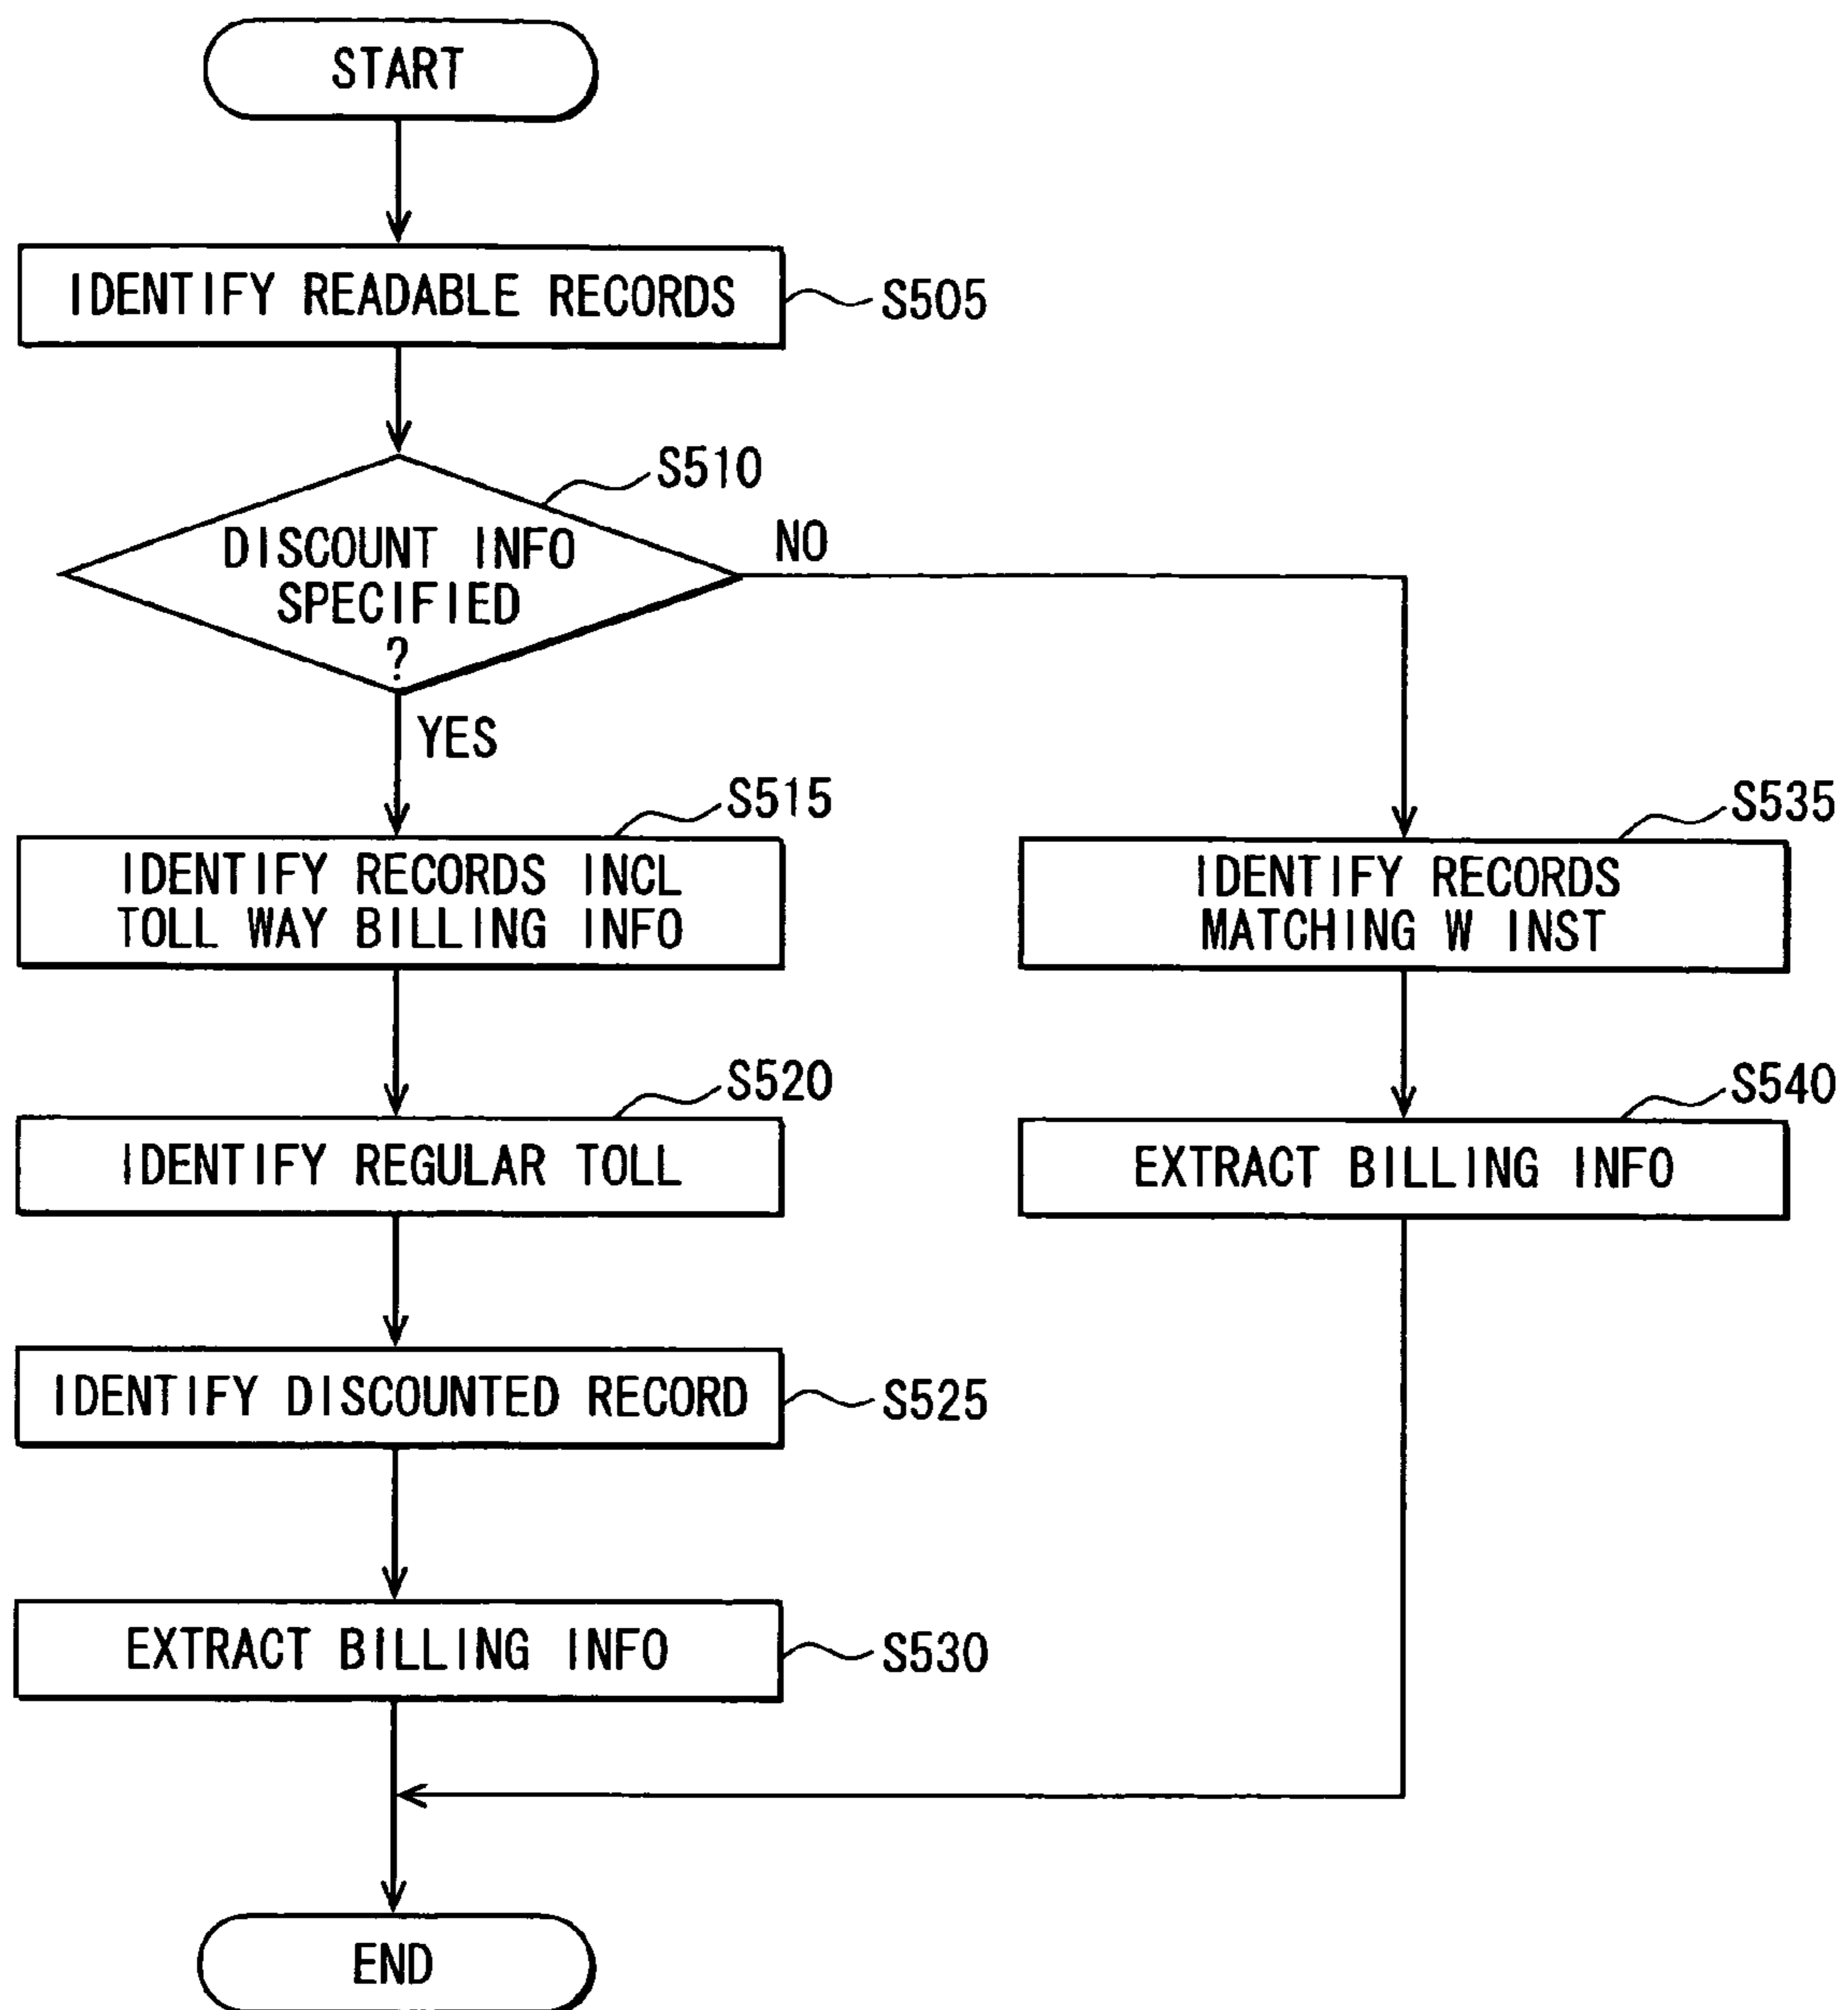 START
IDENTIFY READABLE RECORDS
S505
S510
DISCOUNT INFO
SPECIFIED
?
NO
YES
S515
IDENTIFY RECORDS INCL
TOLL WAY BILLING INFO
S535
IDENTIFY RECORDS
MATCHING W INST
S520
IDENTIFY REGULAR TOLL
S540
EXTRACT BILLING INFO
IDENTIFY DISCOUNTED RECORD
S525
EXTRACT BILLING INFO
S530
END